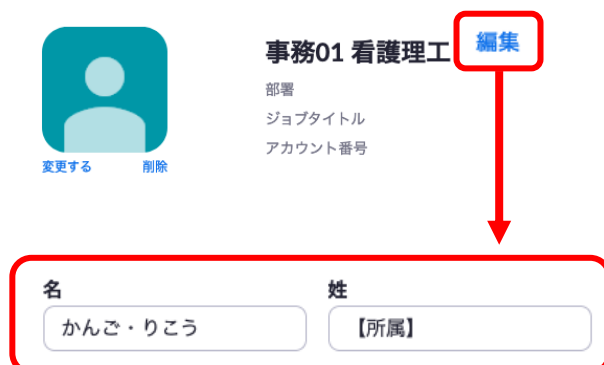 事務01 看護理工 編集
部署
ジョブタイトル
アカウント番号
変更する 削除
名 姓
かんご・りこう 【所属】